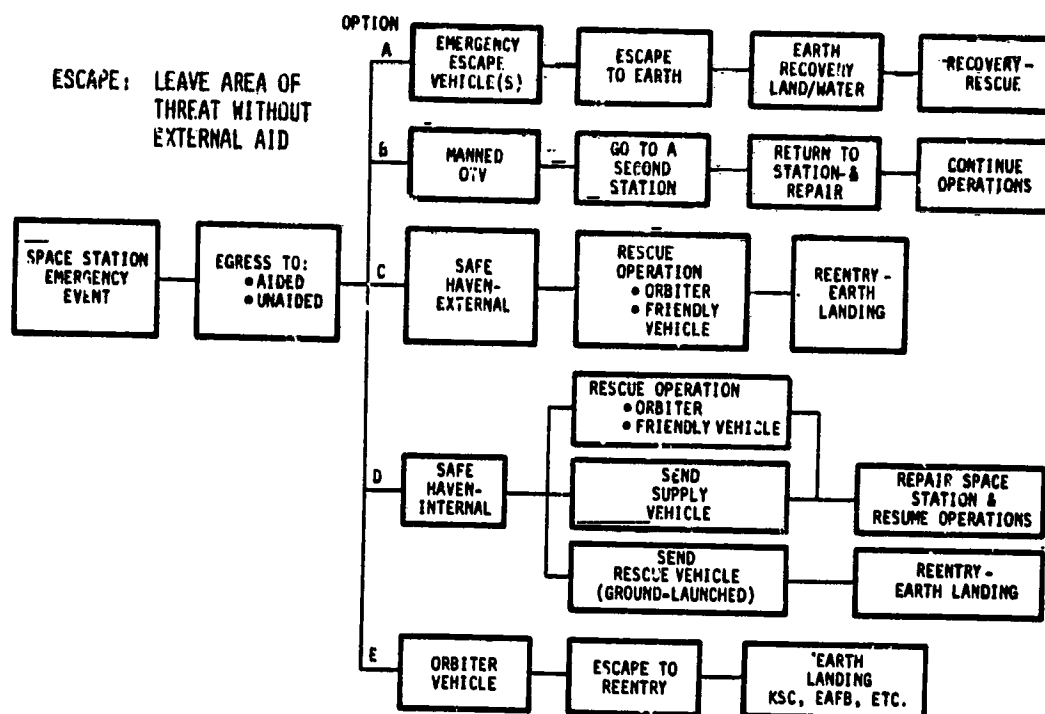 OPTION
ESCAPE: LEAVE AREA OF
THREAT WITHOUT
EXTERNAL AID
SPACE STATION
EMERGENCY
EVENT
EGRESS TO:
• AIDED
• UNAIDED
A
EMERGENCY
ESCAPE
VEHICLE(S)
ESCAPE
TO EARTH
EARTH
RECOVERY
LAND/WATER
RECOVERY-
RESCUE
B
MANNED
OTV
GO TO A
SECOND
STATION
RETURN TO
STATION &
REPAIR
CONTINUE
OPERATIONS
C
SAFE
HAVEN-
EXTERNAL
RESCUE
OPERATION
• ORBITER
• FRIENDLY
VEHICLE
REENTRY-
EARTH
LANDING
D
SAFE
HAVEN-
INTERNAL
RESCUE OPERATION
• ORBITER
• FRIENDLY VEHICLE
SEND
SUPPLY
VEHICLE
REPAIR SPACE
STATION &
RESUME OPERATIONS
SEND
RESCUE VEHICLE
(GROUND-LAUNCHED)
REENTRY-
EARTH LANDING
E
ORBITER
VEHICLE
ESCAPE TO
REENTRY
EARTH
LANDING
KSC, EAFB, ETC.